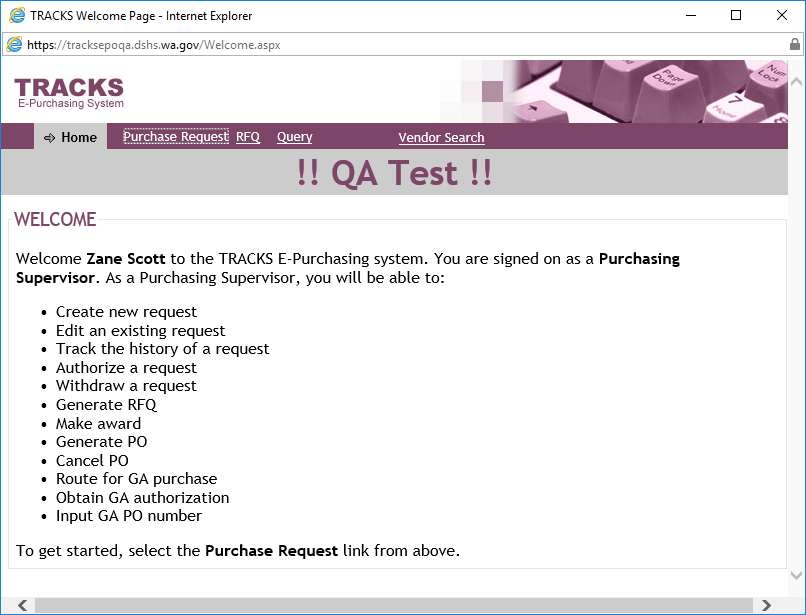 TRACKS Welcome Page - Internet Explorer
https://tracksepoqa.dshs.wa.gov/Welcome.aspx
TRACKS
E-Purchasing System
Page Down
Num Lock
7
8
Home Purchase Request RFQ Query Vendor Search
!! QA Test !!
WELCOME
Welcome Zane Scott to the TRACKS E-Purchasing system. You are signed on as a Purchasing
Supervisor. As a Purchasing Supervisor, you will be able to:
• Create new request
• Edit an existing request
• Track the history of a request
• Authorize a request
• Withdraw a request
• Generate RFQ
• Make award
• Generate PO
• Cancel PO
• Route for GA purchase
• Obtain GA authorization
• Input GA PO number
To get started, select the Purchase Request link from above.